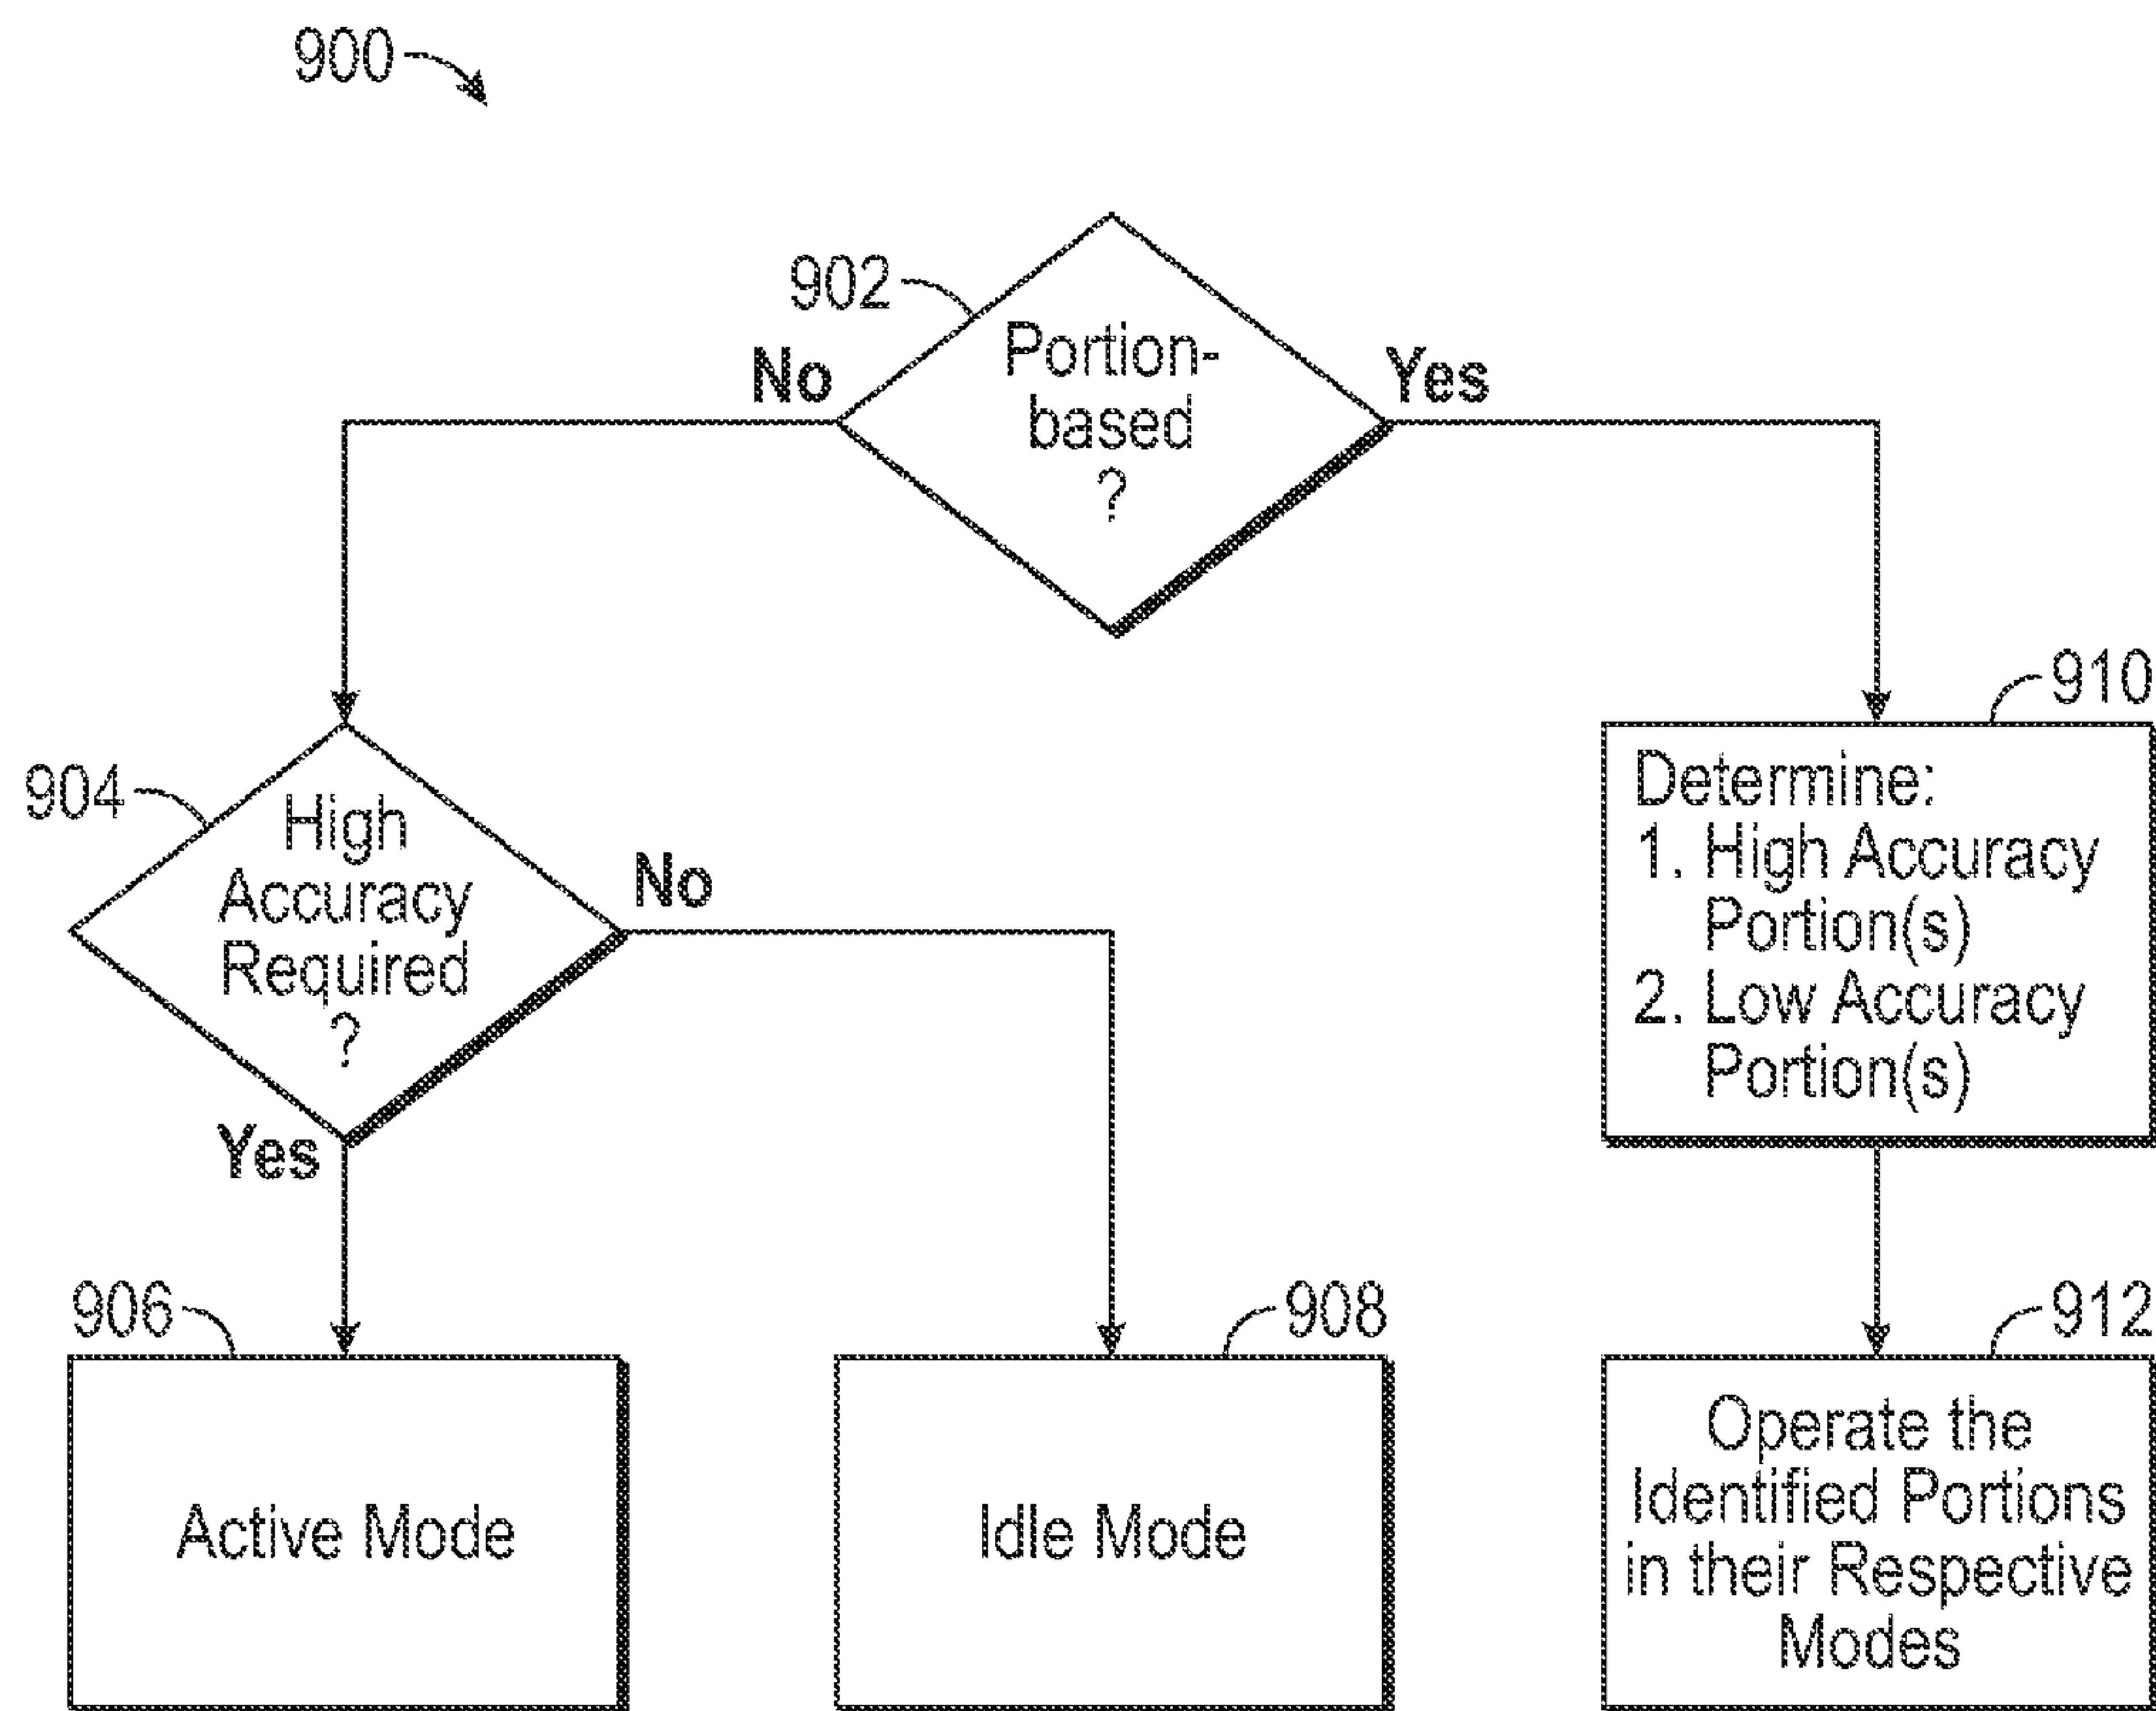 900
902
No
Portion-
based
?
Yes
904
High
Accuracy
Required
?
No
Yes
910
Determine:
1. High Accuracy
Portion(s)
2. Low Accuracy
Portion(s)
906
Active Mode
908
Idle Mode
912
Operate the
Identified Portions
in their Respective
Modes